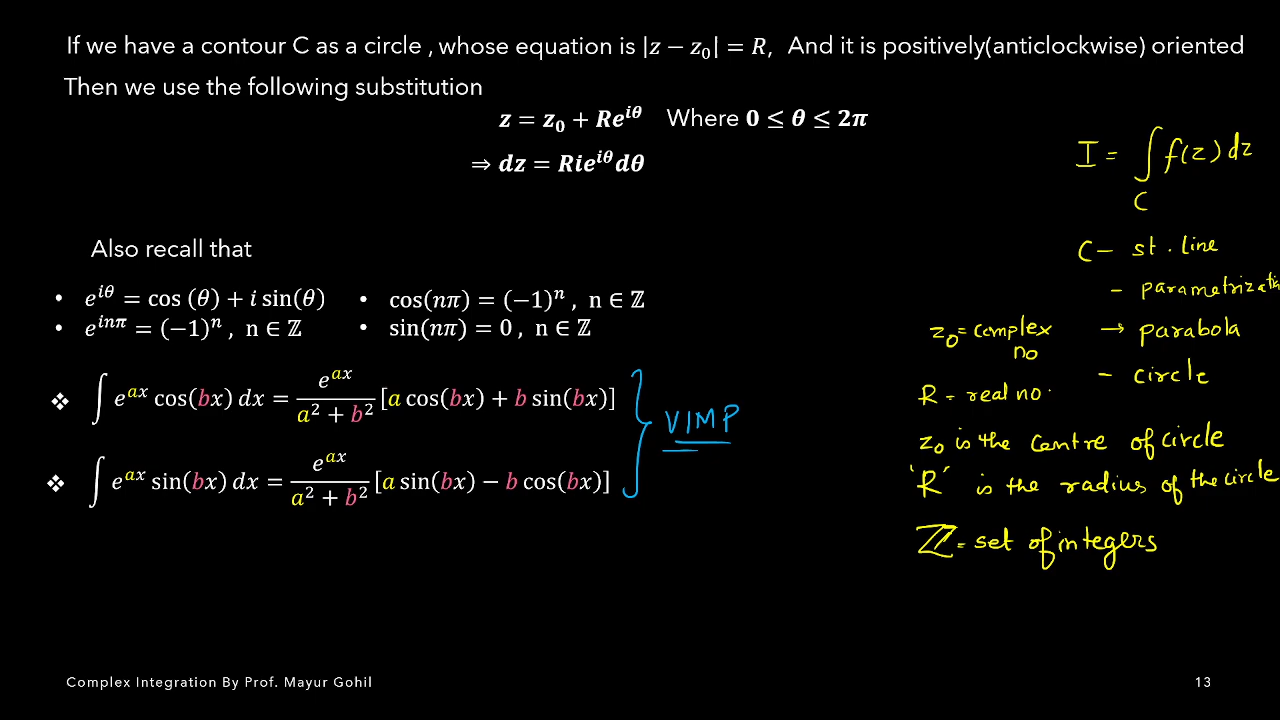 If we have a contour C as a circle , whose equation is |z − z₀| = R, And it is positively(anticlockwise) oriented
Then we use the following substitution
z = z₀ + Re^{iθ} Where 0 ≤ θ ≤ 2π
⇒ dz = Rie^{iθ}dθ
I = ∫_C f(z) dz
Also recall that
• e^{iθ} = cos (θ) + i sin(θ) • cos(nπ) = (−1)ⁿ , n ∈ ℤ
• e^{inπ} = (−1)ⁿ , n ∈ ℤ • sin(nπ) = 0 , n ∈ ℤ
❖ ∫ e^{ax} cos(bx) dx = e^{ax}/(a² + b²) [a cos(bx) + b sin(bx)]
❖ ∫ e^{ax} sin(bx) dx = e^{ax}/(a² + b²) [a sin(bx) − b cos(bx)]
VIMP
C – st. line
– parametrizati
→ parabola
– circle
z₀ = complex
no
R = real no.
z₀ is the centre of circle
'R' is the radius of the circle
ℤ = set of integers
Complex Integration By Prof. Mayur Gohil
13